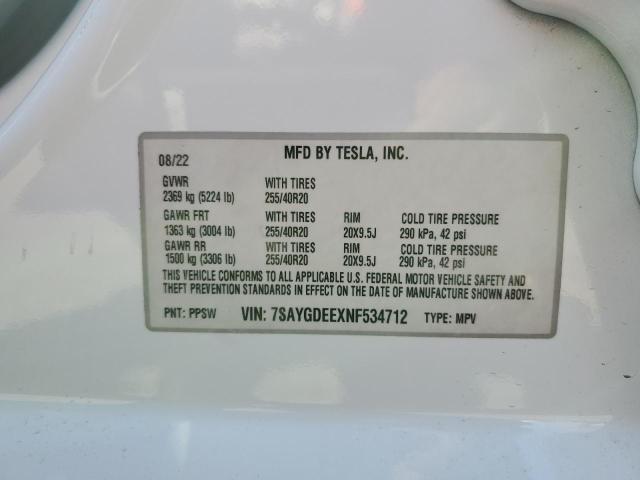 08/22 MFD BY TESLA, INC.
GVWR WITH TIRES
2369 kg (5224 lb) 255/40R20
GAWR FRT WITH TIRES RIM COLD TIRE PRESSURE
1363 kg (3004 lb) 255/40R20 20X9.5J 290 kPa, 42 psi
GAWR RR WITH TIRES RIM COLD TIRE PRESSURE
1500 kg (3306 lb) 255/40R20 20X9.5J 290 kPa, 42 psi
THIS VEHICLE CONFORMS TO ALL APPLICABLE U.S. FEDERAL MOTOR VEHICLE SAFETY AND
THEFT PREVENTION STANDARDS IN EFFECT ON THE DATE OF MANUFACTURE SHOWN ABOVE.
PNT: PPSW VIN: 7SAYGDEEXNF534712 TYPE: MPV